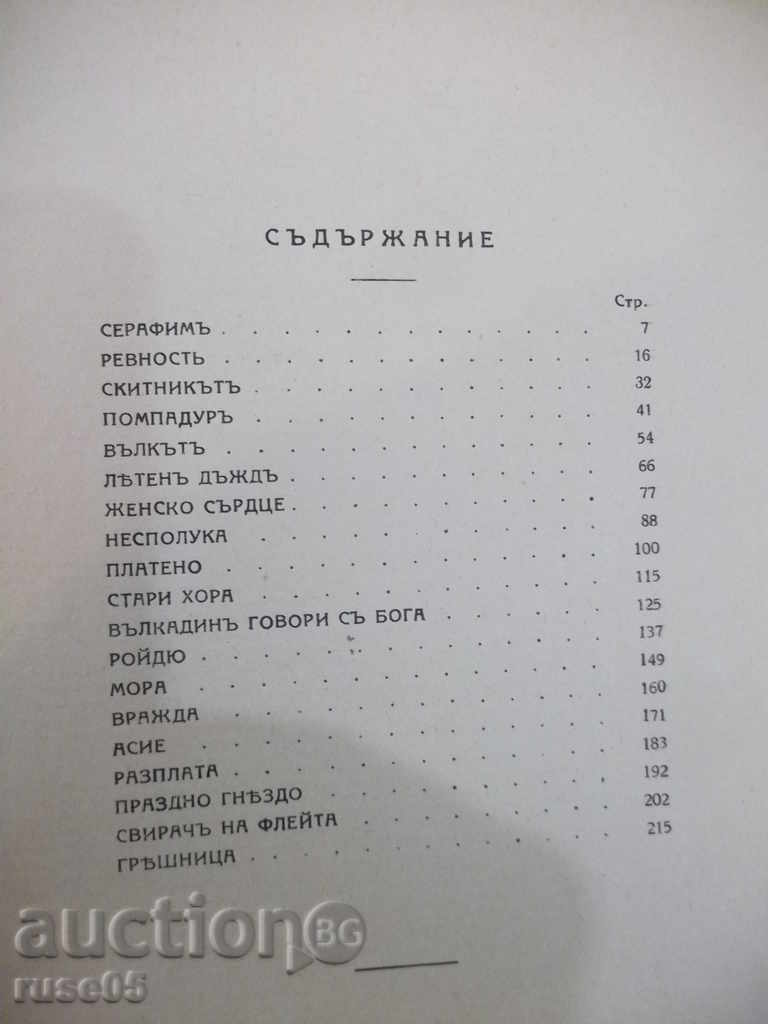 СЪДЪРЖАНИЕ
Стр.
СЕРАФИМЪ . . . . . . . . . . . . 7
РЕВНОСТЬ . . . . . . . . . . . . 16
СКИТНИКЪТЪ . . . . . . . . . . . 32
ПОМПАДУРЪ . . . . . . . . . . . 41
ВЪЛКЪТЪ . . . . . . . . . . . . 54
ЛѢТЕНЪ ДЪЖДЪ . . . . . . . . . . 66
ЖЕНСКО СЪРДЦЕ . . . . . . . . . . 77
НЕСПОЛУКА . . . . . . . . . . . 88
ПЛАТЕНО . . . . . . . . . . . . 100
СТАРИ ХОРА . . . . . . . . . . . 115
ВЪЛКАДИНЪ ГОВОРИ СЪ БОГА . . . . . 125
РОЙДЮ . . . . . . . . . . . . . 137
МОРА . . . . . . . . . . . . . 149
ВРАЖДА . . . . . . . . . . . . 160
АСИЕ . . . . . . . . . . . . . 171
РАЗПЛАТА . . . . . . . . . . . . 183
ПРАЗДНО ГНѢЗДО . . . . . . . . . 192
СВИРАЧЪ НА ФЛЕЙТА . . . . . . . . 202
ГРѢШНИЦА . . . . . . . . . . . . 215
auction BG
ruse05